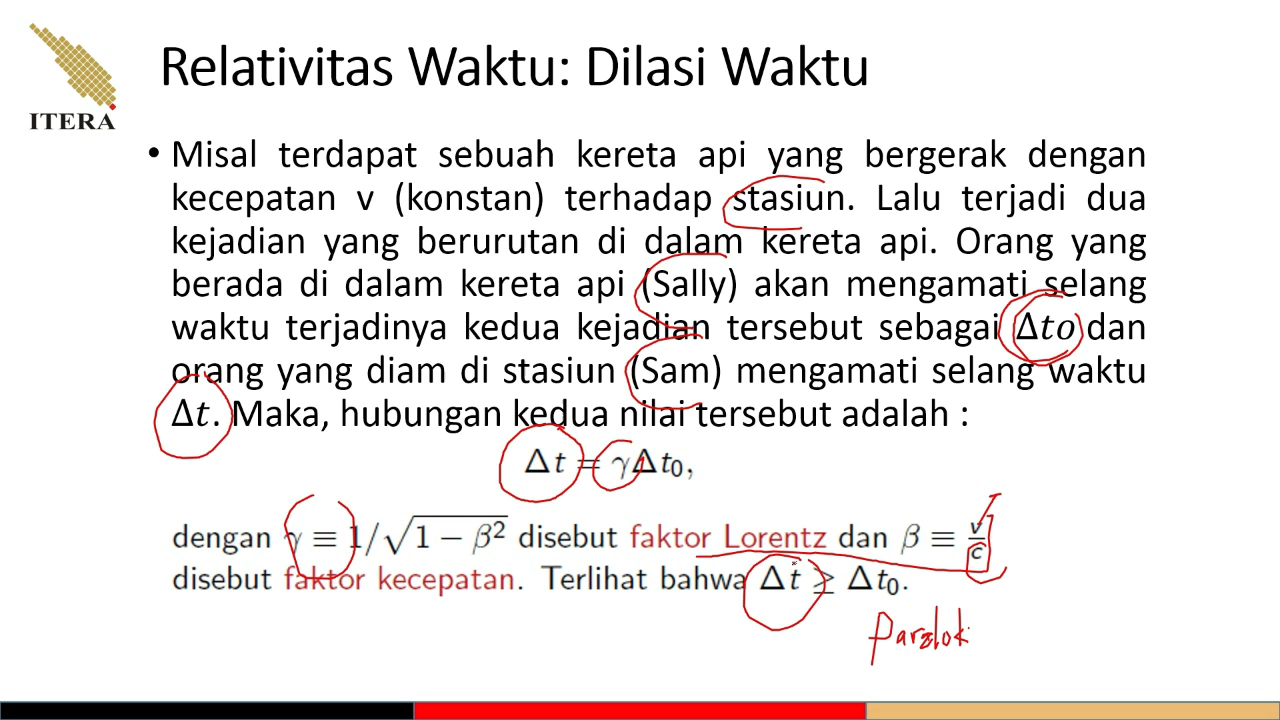 ITERA
Relativitas Waktu: Dilasi Waktu
• Misal terdapat sebuah kereta api yang bergerak dengan
kecepatan v (konstan) terhadap stasiun. Lalu terjadi dua
kejadian yang berurutan di dalam kereta api. Orang yang
berada di dalam kereta api (Sally) akan mengamati selang
waktu terjadinya kedua kejadian tersebut sebagai Δto dan
orang yang diam di stasiun (Sam) mengamati selang waktu
Δt. Maka, hubungan kedua nilai tersebut adalah :
Δt = γΔt₀,
dengan γ ≡ 1/√(1 − β²) disebut faktor Lorentz dan β ≡ v/c
disebut faktor kecepatan. Terlihat bahwa Δt ≥ Δt₀.
Paradok